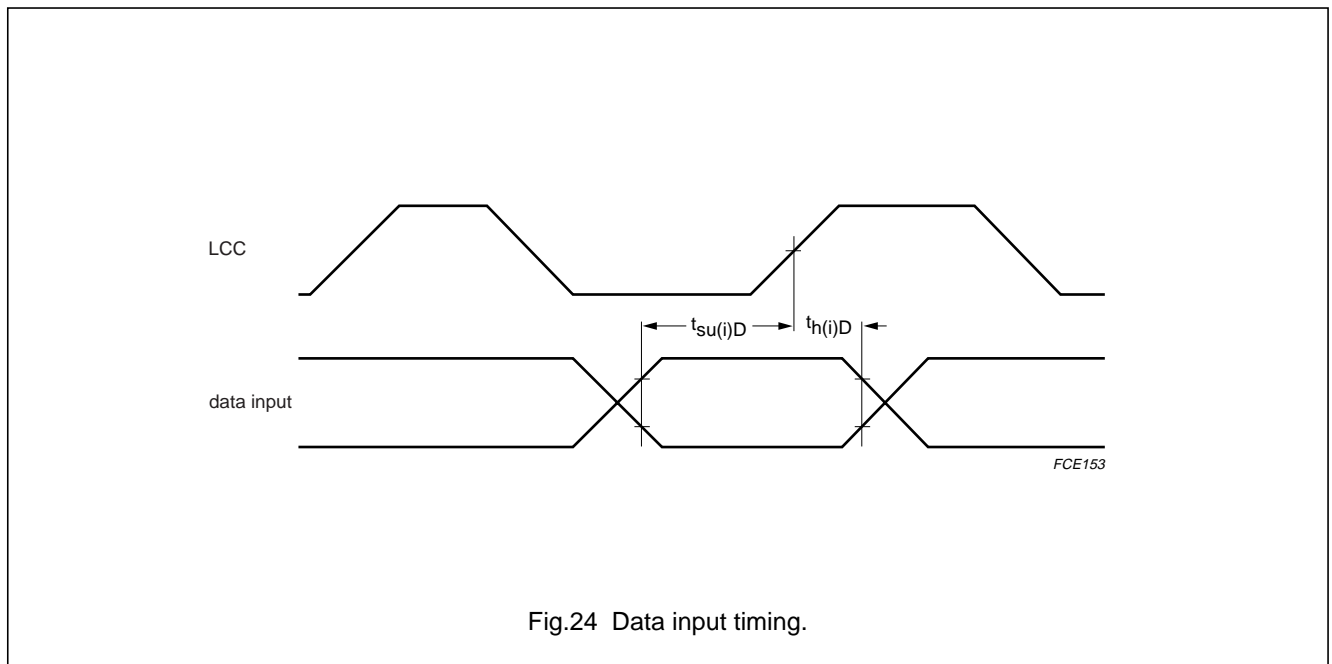 LCC
tsu(i)D
th(i)D
data input
FCE153
Fig.24 Data input timing.